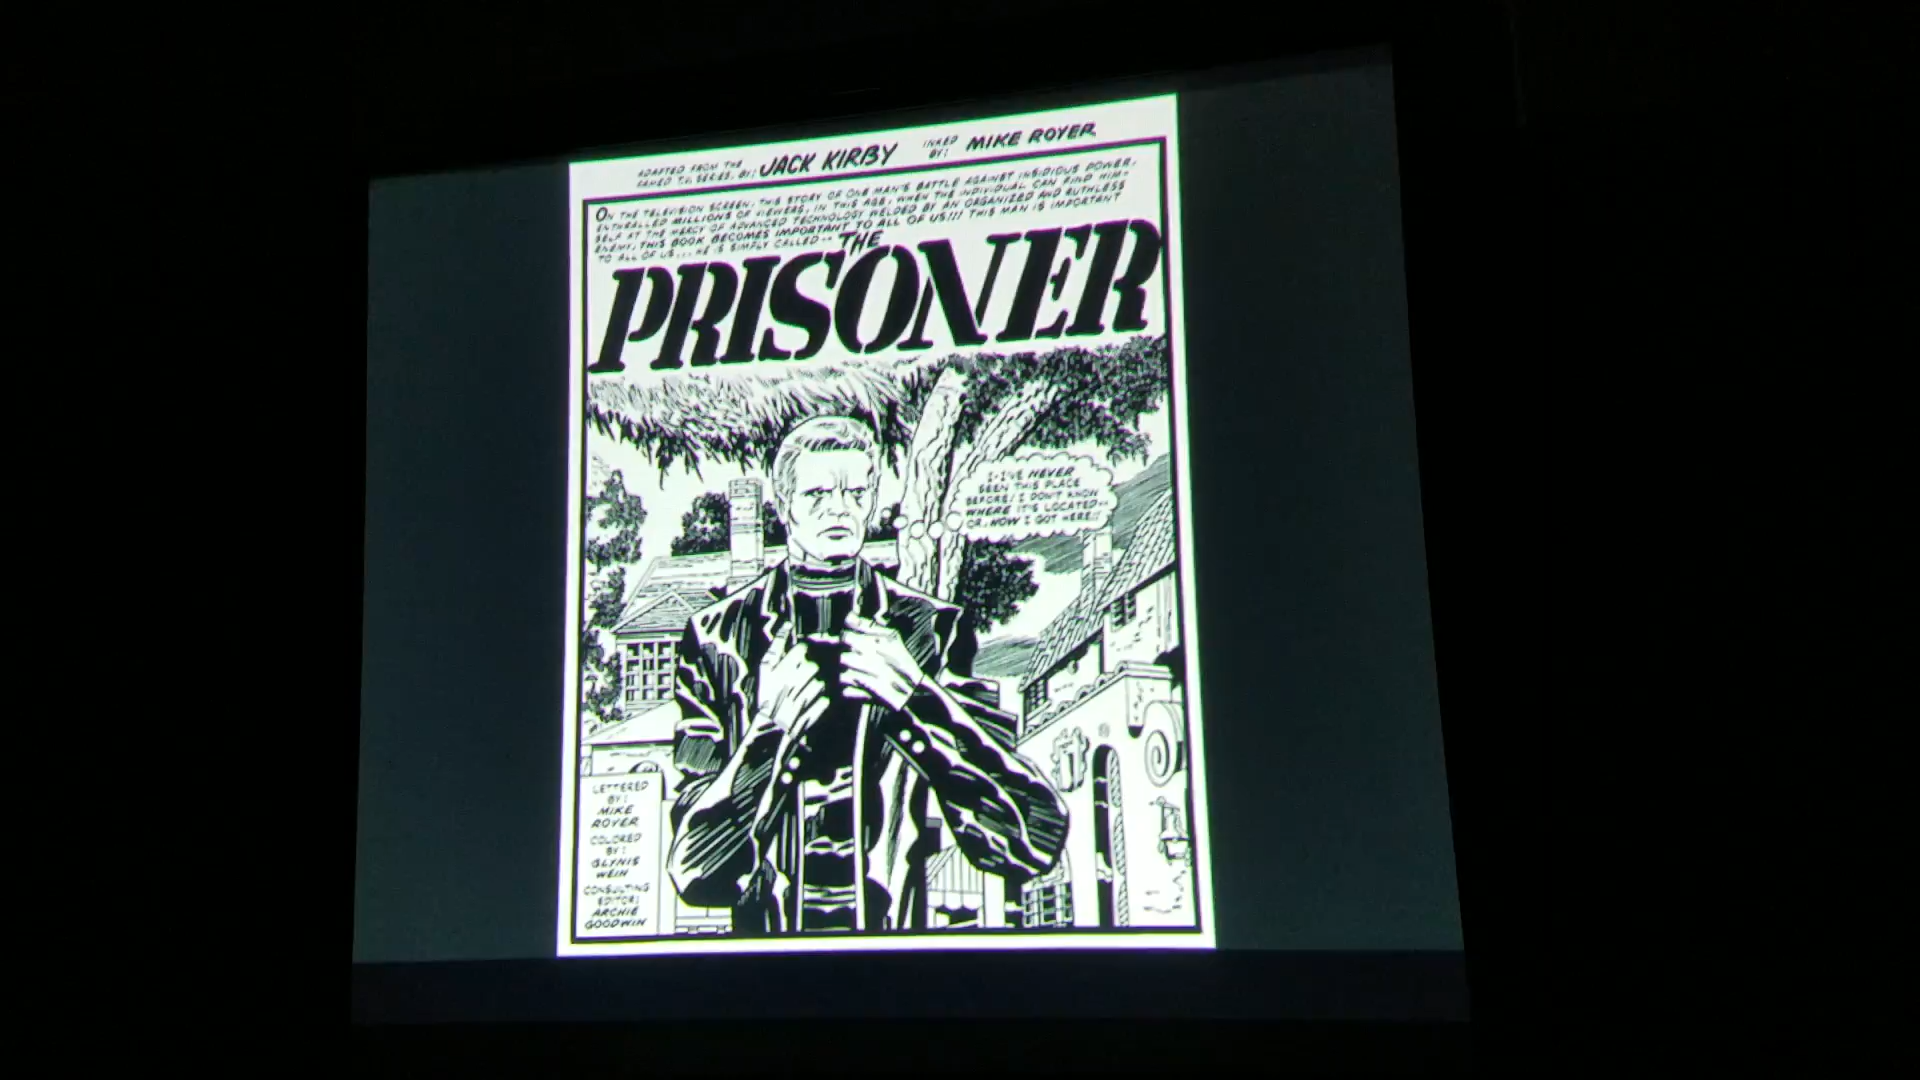 ADAPTED FROM THE
FAMED T.V. SERIES, BY: JACK KIRBY
INKED
BY: MIKE ROYER
ON THE TELEVISION SCREEN, THIS STORY OF ONE MAN'S BATTLE AGAINST INSIDIOUS POWER,
ENTHRALLED MILLIONS OF VIEWERS. IN THIS AGE, WHEN THE INDIVIDUAL CAN FIND HIM-
SELF AT THE MERCY OF ADVANCED TECHNOLOGY WELDED BY AN ORGANIZED AND RUTHLESS
ENEMY, THIS BOOK BECOMES IMPORTANT TO ALL OF US!!! THIS MAN IS IMPORTANT
TO ALL OF US... HE IS SIMPLY CALLED--
THE
PRISONER
I-I'VE NEVER
SEEN THIS PLACE
BEFORE! I DON'T KNOW
WHERE IT'S LOCATED--
OR, HOW I GOT HERE!!
LETTERED
BY:
MIKE
ROYER
COLORED
BY:
GLYNIS
WEIN
CONSULTING
EDITOR:
ARCHIE
GOODWIN